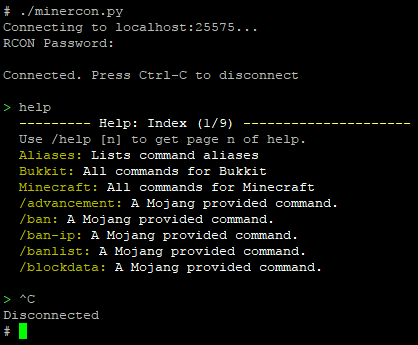 # ./minercon.py
Connecting to localhost:25575...
RCON Password:
Connected. Press Ctrl-C to disconnect
> help
--------- Help: Index (1/9) ---------------------
Use /help [n] to get page n of help.
Aliases: Lists command aliases
Bukkit: All commands for Bukkit
Minecraft: All commands for Minecraft
/advancement: A Mojang provided command.
/ban: A Mojang provided command.
/ban-ip: A Mojang provided command.
/banlist: A Mojang provided command.
/blockdata: A Mojang provided command.
> ^C
Disconnected
#